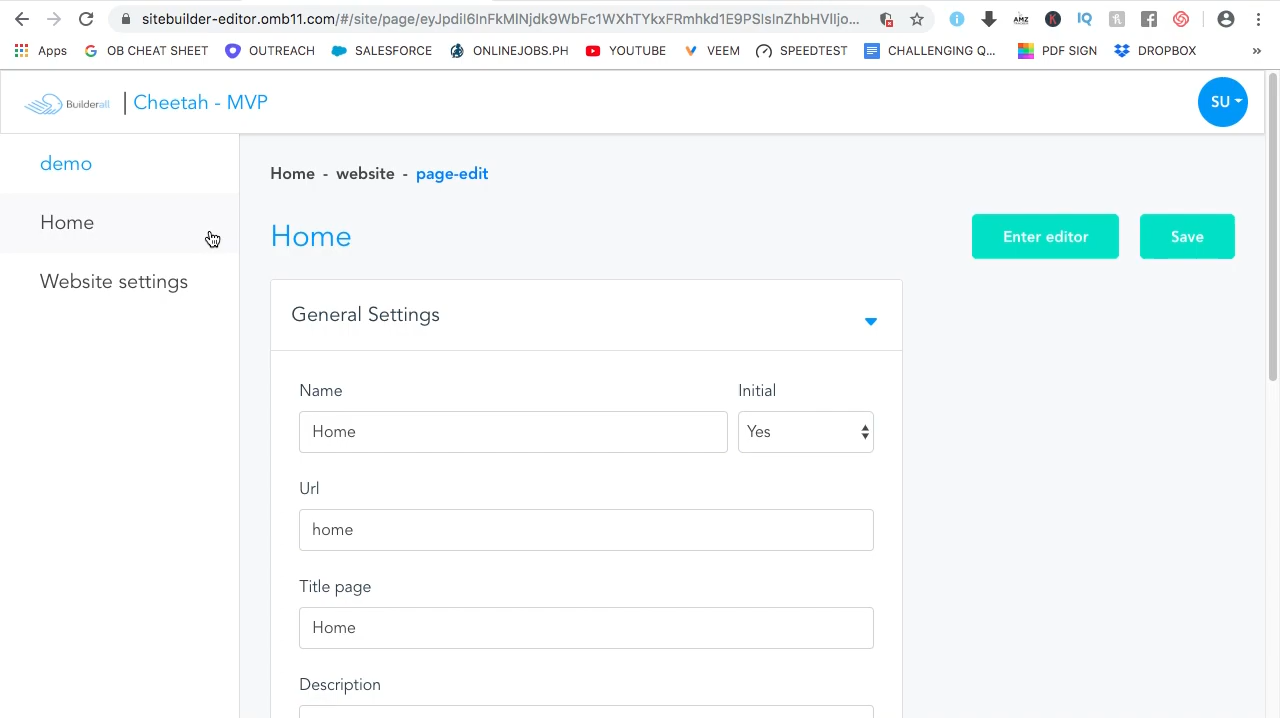 sitebuilder-editor.omb11.com/#/site/page/
Apps OB CHEAT SHEET OUTREACH SALESFORCE ONLINEJOBS.PH YOUTUBE VEEM SPEEDTEST CHALLENGING Q... PDF SIGN DROPBOX »
Builderall Cheetah - MVP SU
demo
Home - website - page-edit
Home
Home Enter editor Save
Website settings
General Settings
Name Initial
Home Yes
Url
home
Title page
Home
Description